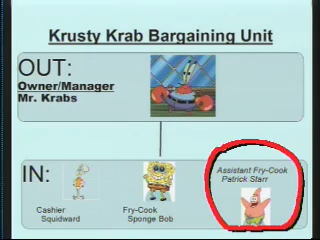 Krusty Krab Bargaining Unit
OUT:
Owner/Manager
Mr. Krabs
IN:
Cashier
Squidward
Fry-Cook
Sponge Bob
Assistant Fry-Cook
Patrick Starr